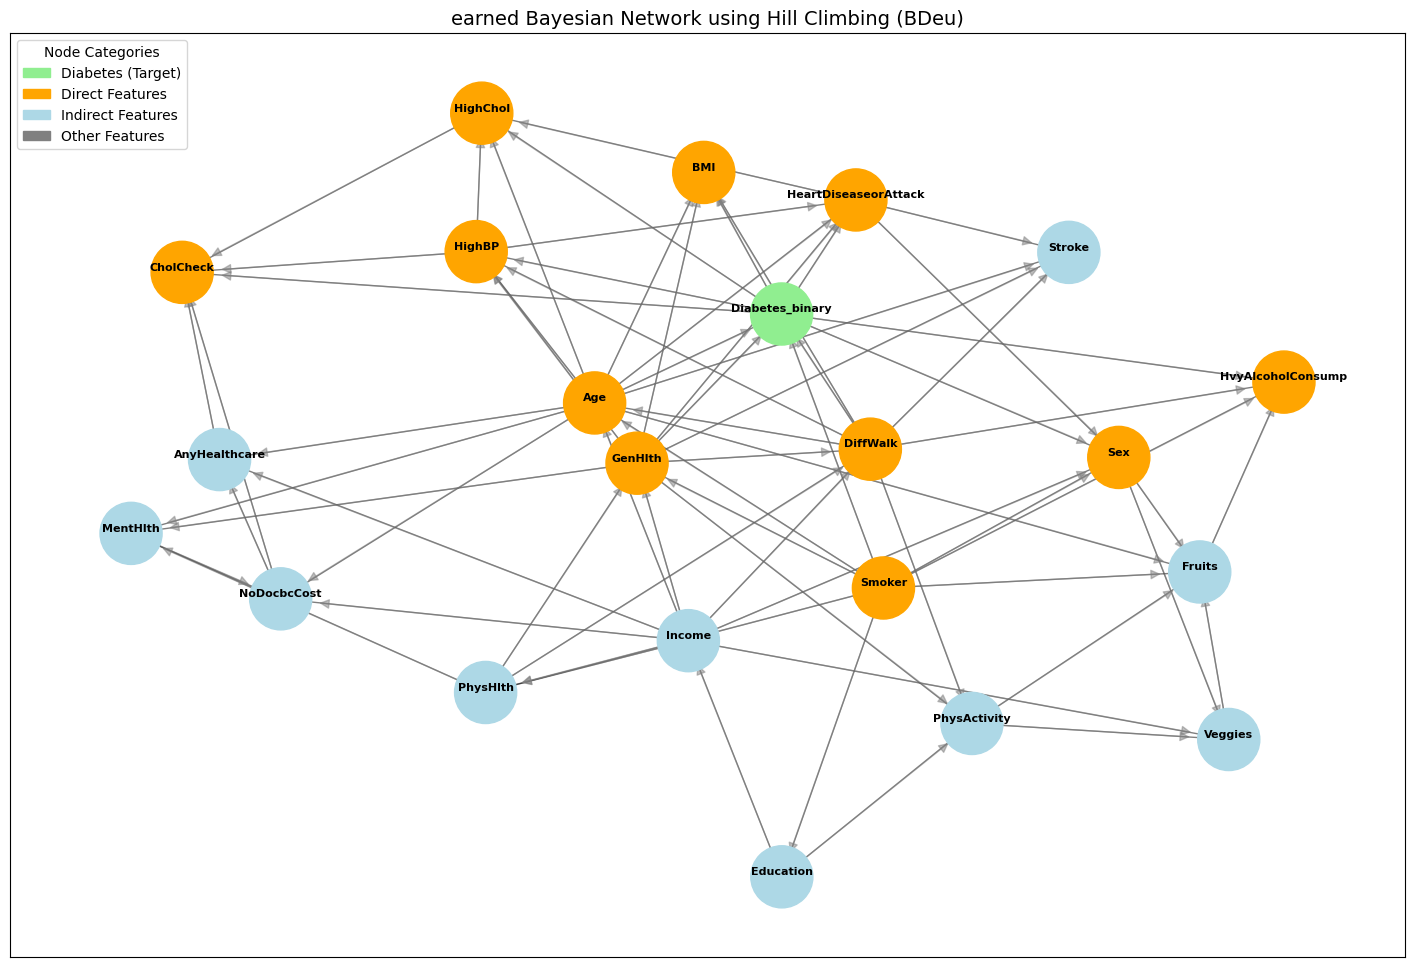 earned Bayesian Network using Hill Climbing (BDeu)
Node Categories
Diabetes (Target)
Direct Features
Indirect Features
Other Features
HighChol
BMI
HeartDiseaseorAttack
HighBP
Stroke
CholCheck
Diabetes_binary
HvyAlcoholConsump
Age
DiffWalk
AnyHealthcare
GenHlth
Sex
MentHlth
Fruits
NoDocbcCost
Smoker
Income
PhysHlth
PhysActivity
Veggies
Education